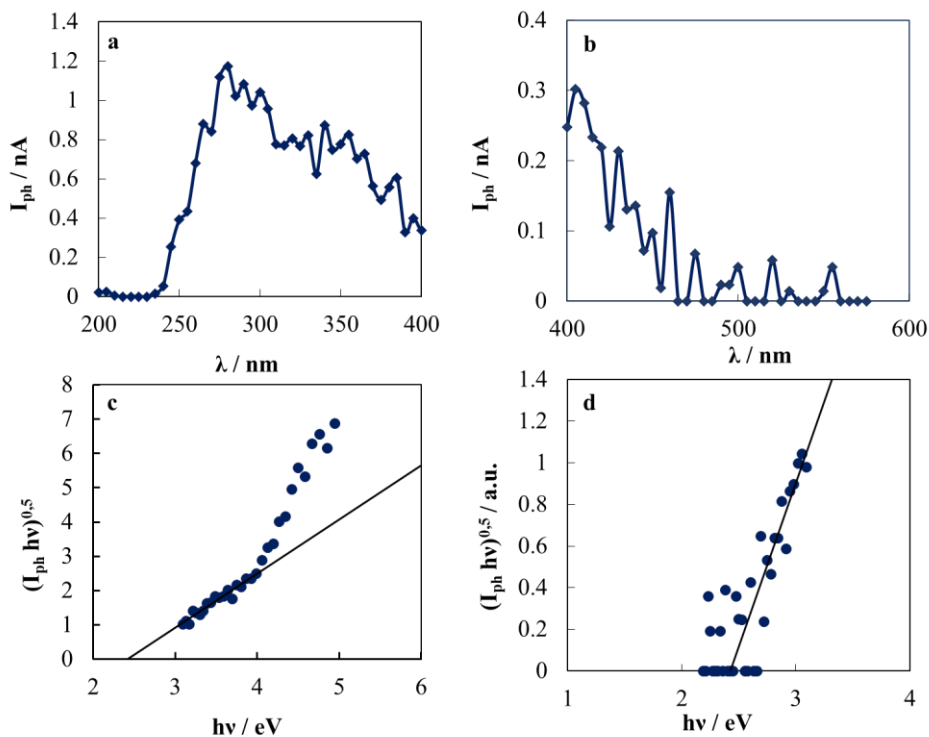 a
1.4
1.2
1
0.8
0.6
0.4
0.2
0
I_ph / nA
200 250 300 350 400
λ / nm
b
0.4
0.3
0.2
0.1
0
I_ph / nA
400 500 600
λ / nm
c
8
7
6
5
4
3
2
1
0
(I_ph hν)^0,5
2 3 4 5 6
hν / eV
d
1.4
1.2
1
0.8
0.6
0.4
0.2
0
(I_ph hν)^0,5 / a.u.
1 2 3 4
hν / eV